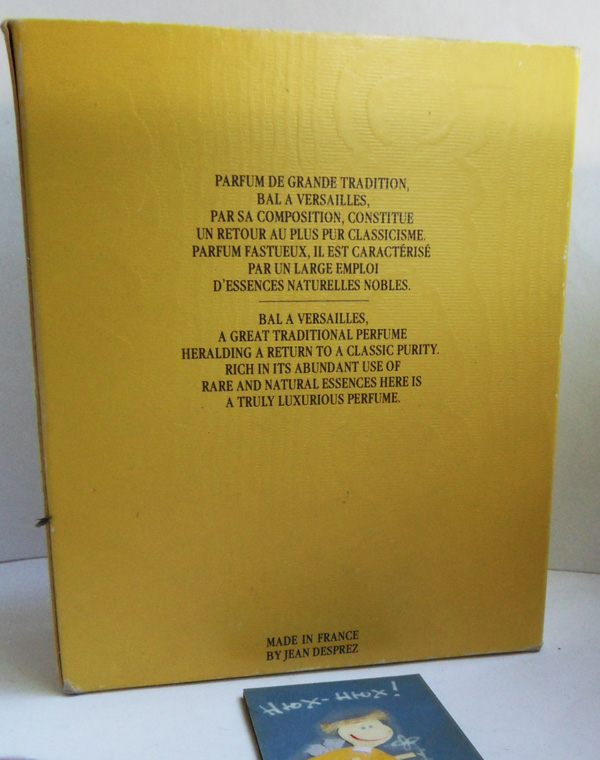 PARFUM DE GRANDE TRADITION,
BAL A VERSAILLES,
PAR SA COMPOSITION, CONSTITUE
UN RETOUR AU PLUS PUR CLASSICISME.
PARFUM FASTUEUX, IL EST CARACTÉRISÉ
PAR UN LARGE EMPLOI
D'ESSENCES NATURELLES NOBLES.
BAL A VERSAILLES,
A GREAT TRADITIONAL PERFUME
HERALDING A RETURN TO A CLASSIC PURITY.
RICH IN ITS ABUNDANT USE OF
RARE AND NATURAL ESSENCES HERE IS
A TRULY LUXURIOUS PERFUME.
MADE IN FRANCE
BY JEAN DESPREZ
Нюх-нюх!